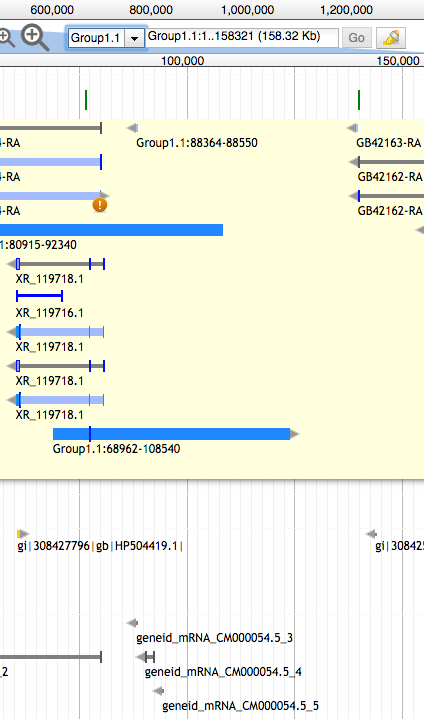 600,000 800,000 1,000,000 1,200,000
Group1.1 Group1.1:1..158321 (158.32 Kb) Go
100,000 150,000
-RA Group1.1:88364-88550 GB42163-RA
-RA GB42162-RA
-RA GB42162-RA
1:80915-92340
XR_119718.1
XR_119716.1
XR_119718.1
XR_119718.1
XR_119718.1
Group1.1:68962-108540
gi|308427796|gb|HP504419.1| gi|30842
geneid_mRNA_CM000054.5_3
_2 geneid_mRNA_CM000054.5_4
geneid_mRNA_CM000054.5_5